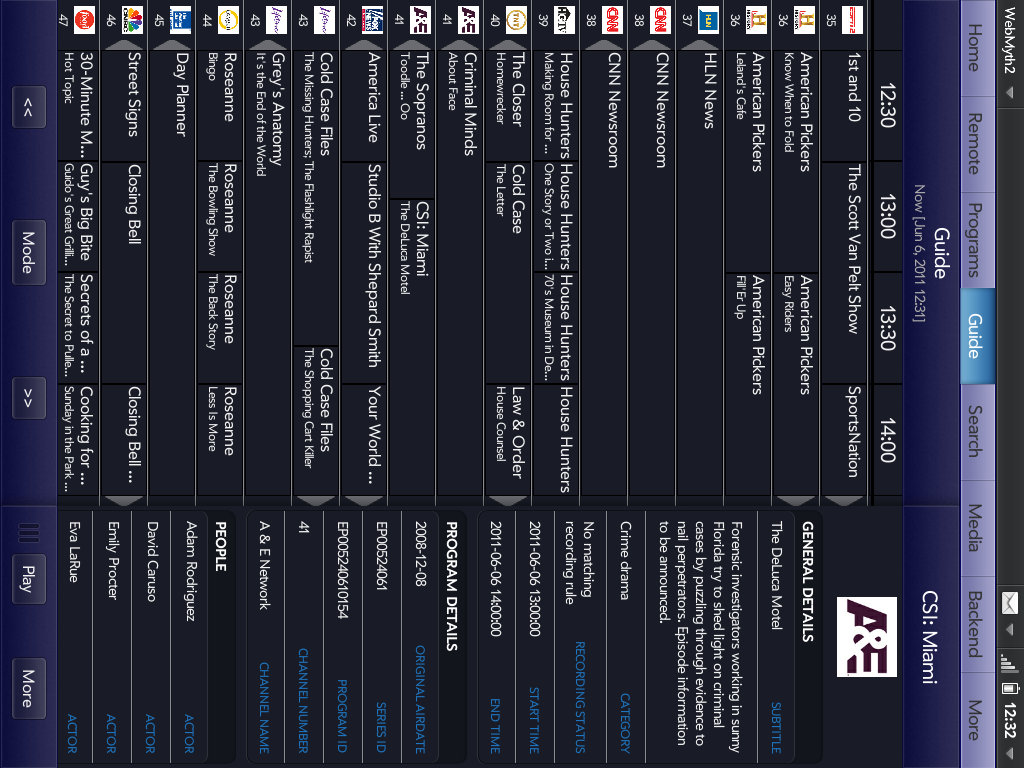 WebMyth2
12:32
Home
Remote
Programs
Guide
Search
Media
Backend
More
Guide
Now [Jun 6, 2011 12:31]
12:30
13:00
13:30
14:00
35
1st and 10
The Scott Van Pelt Show
SportsNation
36
American Pickers
Know When to Fold
American Pickers
Easy Riders
36
American Pickers
Leland's Cafe
American Pickers
Fill 'Er Up
37
HLN
HLN News
38
CNN
CNN Newsroom
38
CNN
CNN Newsroom
39
HGTV
House Hunters
Making Room for ...
House Hunters
One Story or Two i...
House Hunters
70's Museum in De...
House Hunters
40
TNT
The Closer
Homewrecker
Cold Case
The Letter
Law & Order
House Counsel
41
A&E
Criminal Minds
About Face
41
A&E
The Sopranos
Toodle ... Oo
CSI: Miami
The DeLuca Motel
42
America Live
Studio B With Shepard Smith
Your World ...
43
Cold Case Files
The Missing Hunters; The Flashlight Rapist
Cold Case Files
The Shopping Cart Killer
43
Grey's Anatomy
It's the End of the World
44
Roseanne
Bingo
Roseanne
The Bowling Show
Roseanne
The Back Story
Roseanne
Less Is More
45
Day Planner
46
CNBC
Street Signs
Closing Bell
Closing Bell ...
47
30-Minute M...
Hot Topic
Guy's Big Bite
Guido's Great Grilli...
Secrets of a ...
The Secret to Pulle...
Cooking for ...
Sunday in the Park ...
<<
Mode
>>
CSI: Miami
A&E
GENERAL DETAILS
The DeLuca Motel
SUBTITLE
Forensic investigators working in sunny
Florida try to shed light on criminal
cases by puzzling through evidence to
nail perpetrators. Episode information
to be announced.
Crime drama
CATEGORY
No matching
recording rule
RECORDING STATUS
2011-06-06 13:00:00
START TIME
2011-06-06 14:00:00
END TIME
PROGRAM DETAILS
2008-12-08
ORIGINAL AIRDATE
EP00524061
SERIES ID
EP005240610154
PROGRAM ID
41
CHANNEL NUMBER
A & E Network
CHANNEL NAME
PEOPLE
Adam Rodriguez
ACTOR
David Caruso
ACTOR
Emily Procter
ACTOR
Eva LaRue
ACTOR
Play
More